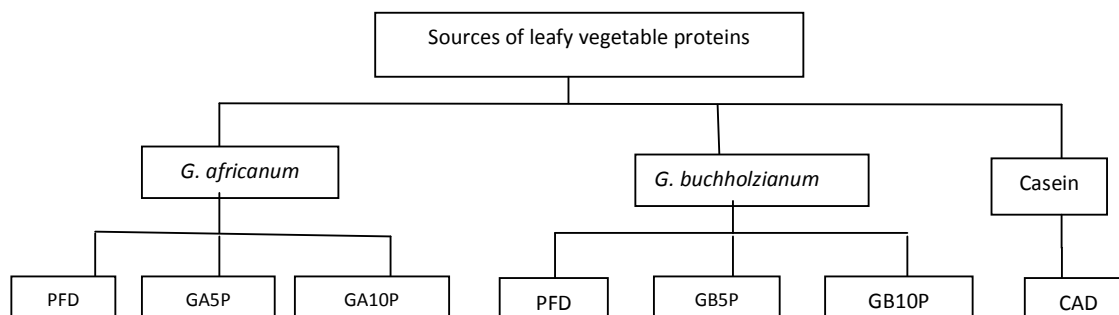 Sources of leafy vegetable proteins
G. africanum
G. buchholzianum
Casein
PFD
GA5P
GA10P
PFD
GB5P
GB10P
CAD